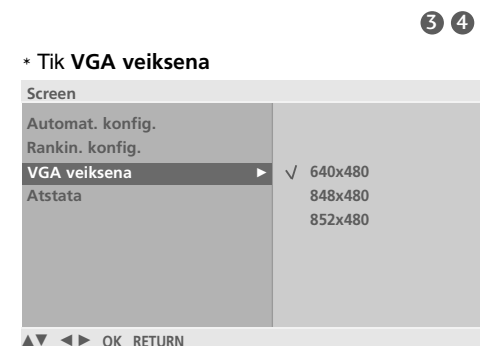 3 4
* Tik VGA veiksena
Screen
Automat. konfig.
Rankin. konfig.
VGA veiksena ►
√ 640x480
Atstata
848x480
852x480
▲▼ ◄► OK RETURN